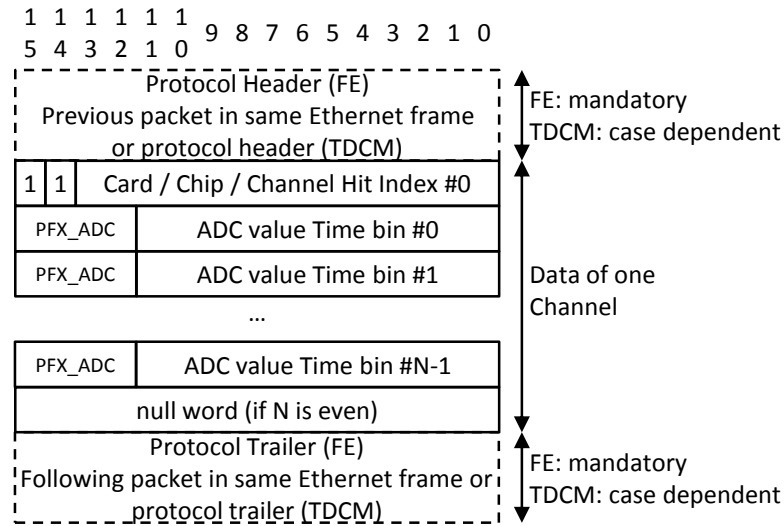 1 1 1 1 1 1 9 8 7 6 5 4 3 2 1 0
5 4 3 2 1 0
Protocol Header (FE)
Previous packet in same Ethernet frame
or protocol header (TDCM)
FE: mandatory
TDCM: case dependent
1 1 Card / Chip / Channel Hit Index #0
PFX_ADC ADC value Time bin #0
PFX_ADC ADC value Time bin #1
...
PFX_ADC ADC value Time bin #N-1
null word (if N is even)
Data of one
Channel
Protocol Trailer (FE)
Following packet in same Ethernet frame or
protocol trailer (TDCM)
FE: mandatory
TDCM: case dependent